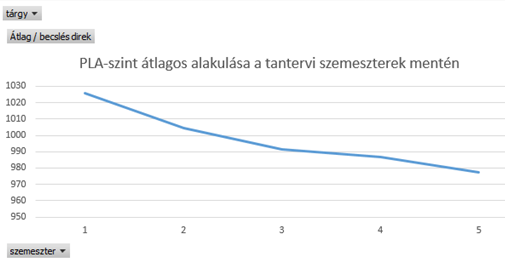 tárgy
Átlag / becslés direk
PLA-szint átlagos alakulása a tantervi szemeszterek mentén
1030
1020
1010
1000
990
980
970
960
950
1 2 3 4 5
szemeszter